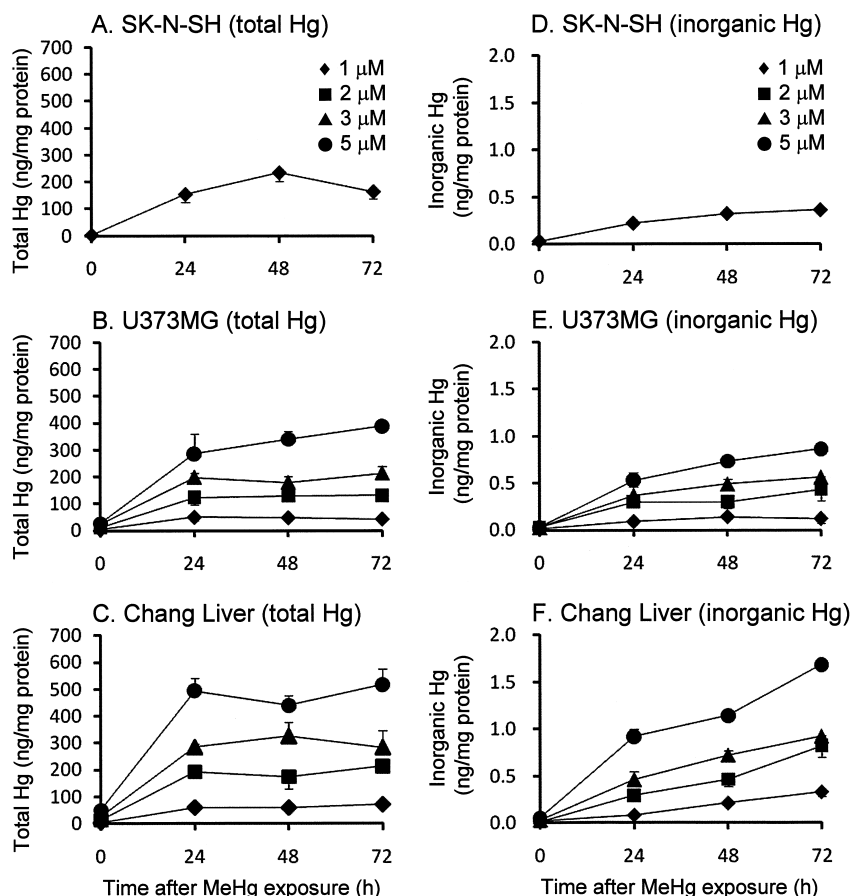 A. SK-N-SH (total Hg)
Total Hg (ng/mg protein)
700
600
500
400
300
200
100
0
0 24 48 72
1 μM
2 μM
3 μM
5 μM
D. SK-N-SH (inorganic Hg)
Inorganic Hg
(ng/mg protein)
2.0
1.5
1.0
0.5
0.0
0 24 48 72
1 μM
2 μM
3 μM
5 μM
B. U373MG (total Hg)
Total Hg (ng/mg protein)
700
600
500
400
300
200
100
0
0 24 48 72
E. U373MG (inorganic Hg)
Inorganic Hg
(ng/mg protein)
2.0
1.5
1.0
0.5
0.0
0 24 48 72
C. Chang Liver (total Hg)
Total Hg (ng/mg protein)
700
600
500
400
300
200
100
0
0 24 48 72
Time after MeHg exposure (h)
F. Chang Liver (inorganic Hg)
Inorganic Hg
(ng/mg protein)
2.0
1.5
1.0
0.5
0.0
0 24 48 72
Time after MeHg exposure (h)